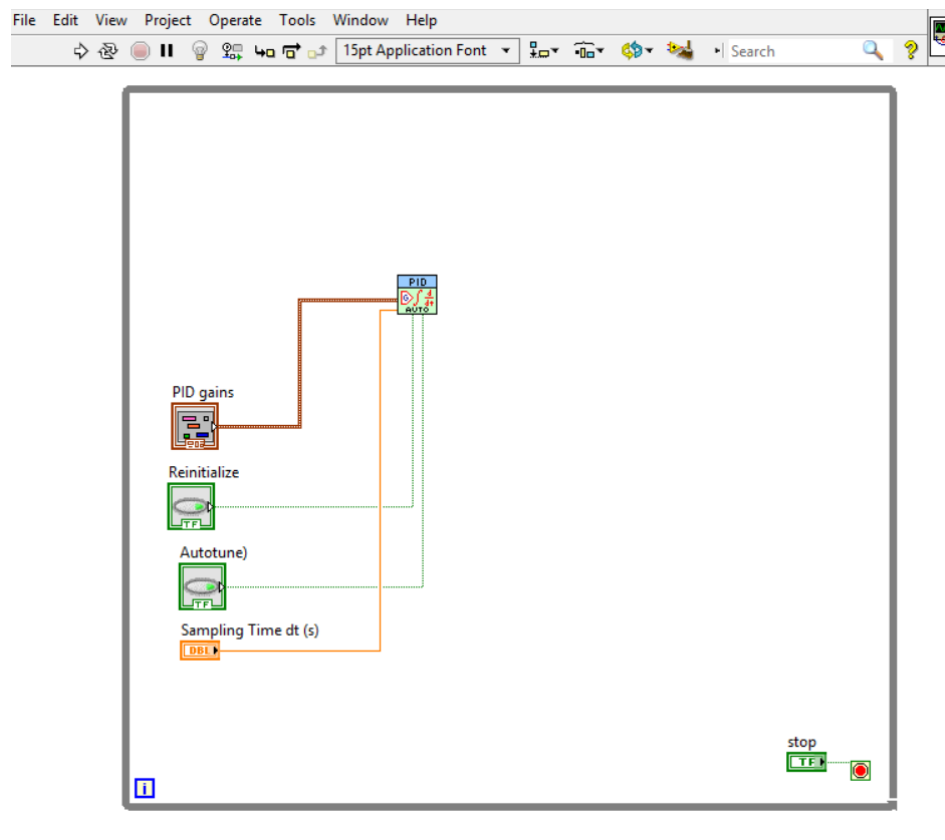 File Edit View Project Operate Tools Window Help
15pt Application Font Search
PID
AUTO
PID gains
Reinitialize
TF
Autotune)
TF
Sampling Time dt (s)
DBL
stop
TF
i